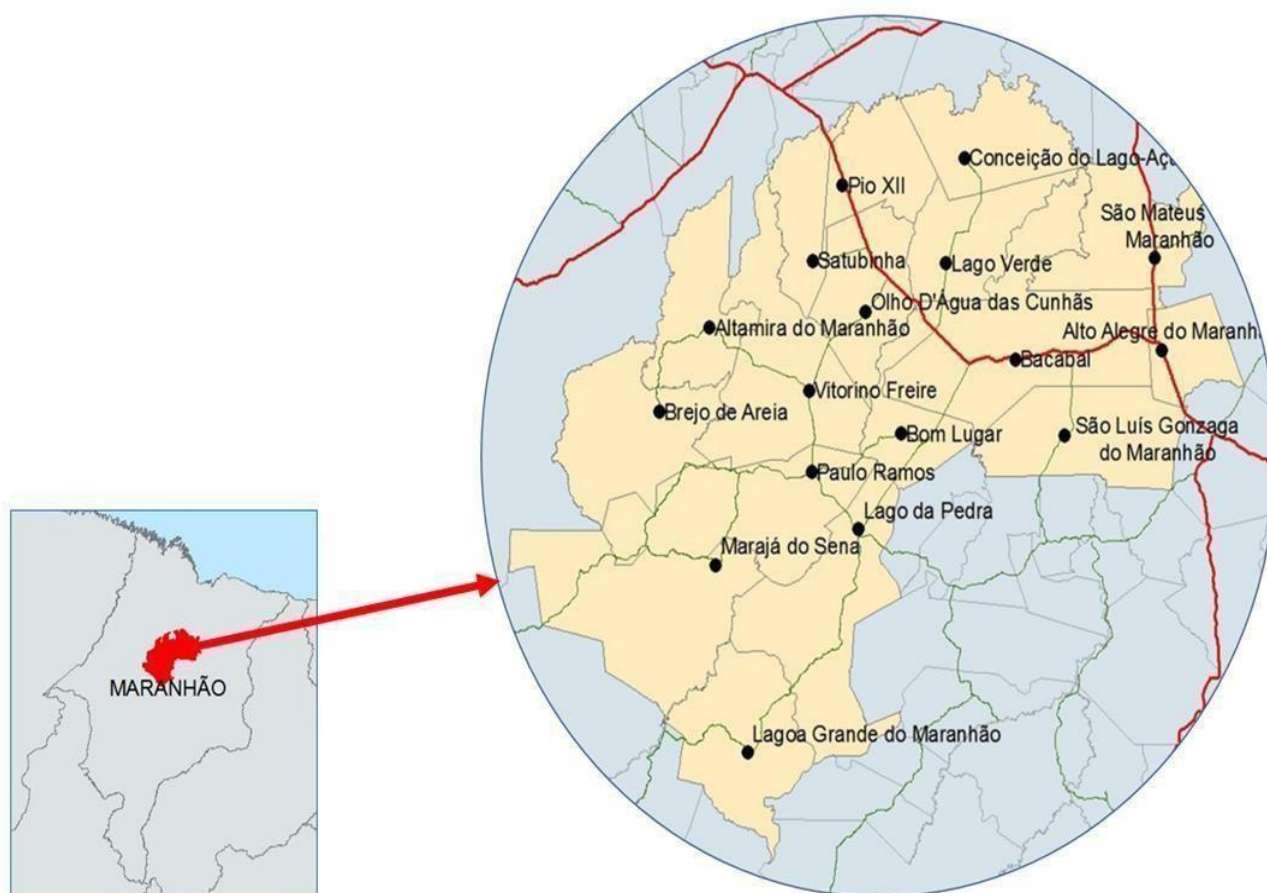 Conceição do Lago-Açu
Pio XII
São Mateus
Maranhão
Satubinha
Lago Verde
Olho D'Água das Cunhãs
Altamira do Maranhão
Alto Alegre do Maranh
Bacabal
Vitorino Freire
Brejo de Areia
Bom Lugar
São Luís Gonzaga
do Maranhão
Paulo Ramos
Lago da Pedra
Marajá do Sena
MARANHÃO
Lagoa Grande do Maranhão